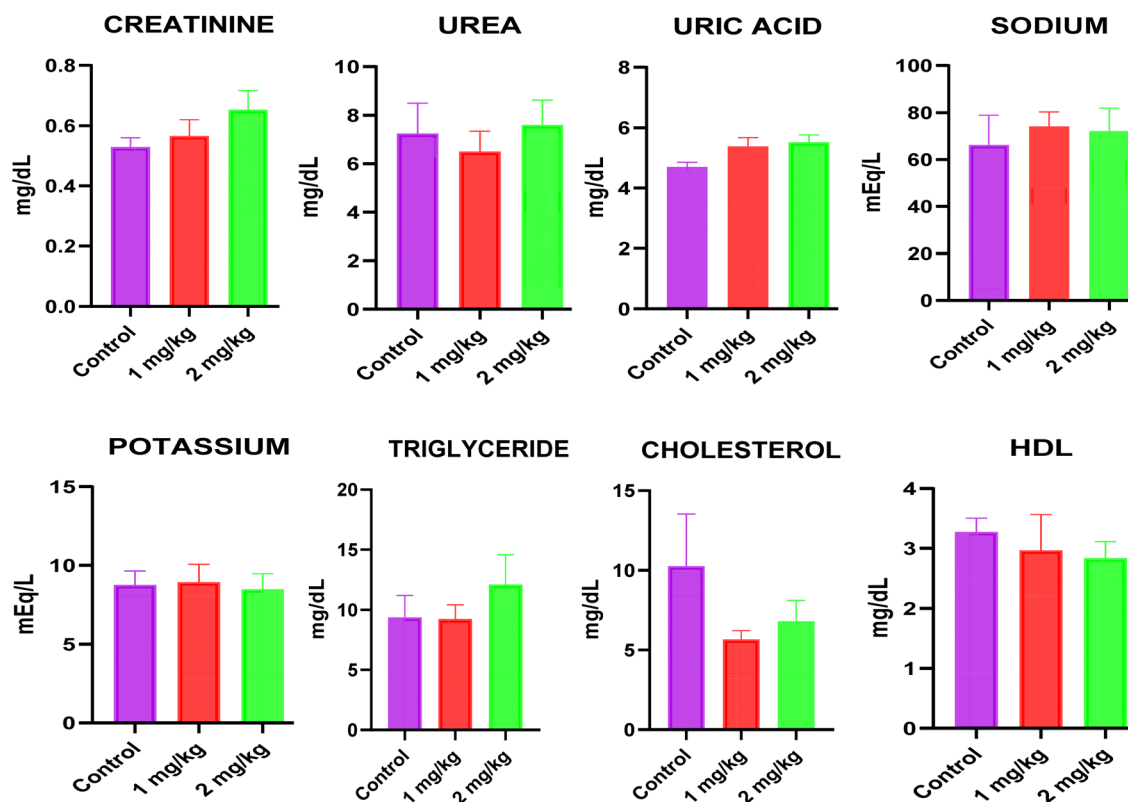 CREATININE
mg/dL
0.8
0.6
0.4
0.2
0.0
Control
1 mg/kg
2 mg/kg
UREA
mg/dL
10
8
6
4
2
0
Control
1 mg/kg
2 mg/kg
URIC ACID
mg/dL
8
6
4
2
0
Control
1 mg/kg
2 mg/kg
SODIUM
mEq/L
100
80
60
40
20
0
Control
1 mg/kg
2 mg/kg
POTASSIUM
mEq/L
15
10
5
0
Control
1 mg/kg
2 mg/kg
TRIGLYCERIDE
mg/dL
20
15
10
5
0
Control
1 mg/kg
2 mg/kg
CHOLESTEROL
mg/dL
15
10
5
0
Control
1 mg/kg
2 mg/kg
HDL
mg/dL
4
3
2
1
0
Control
1 mg/kg
2 mg/kg